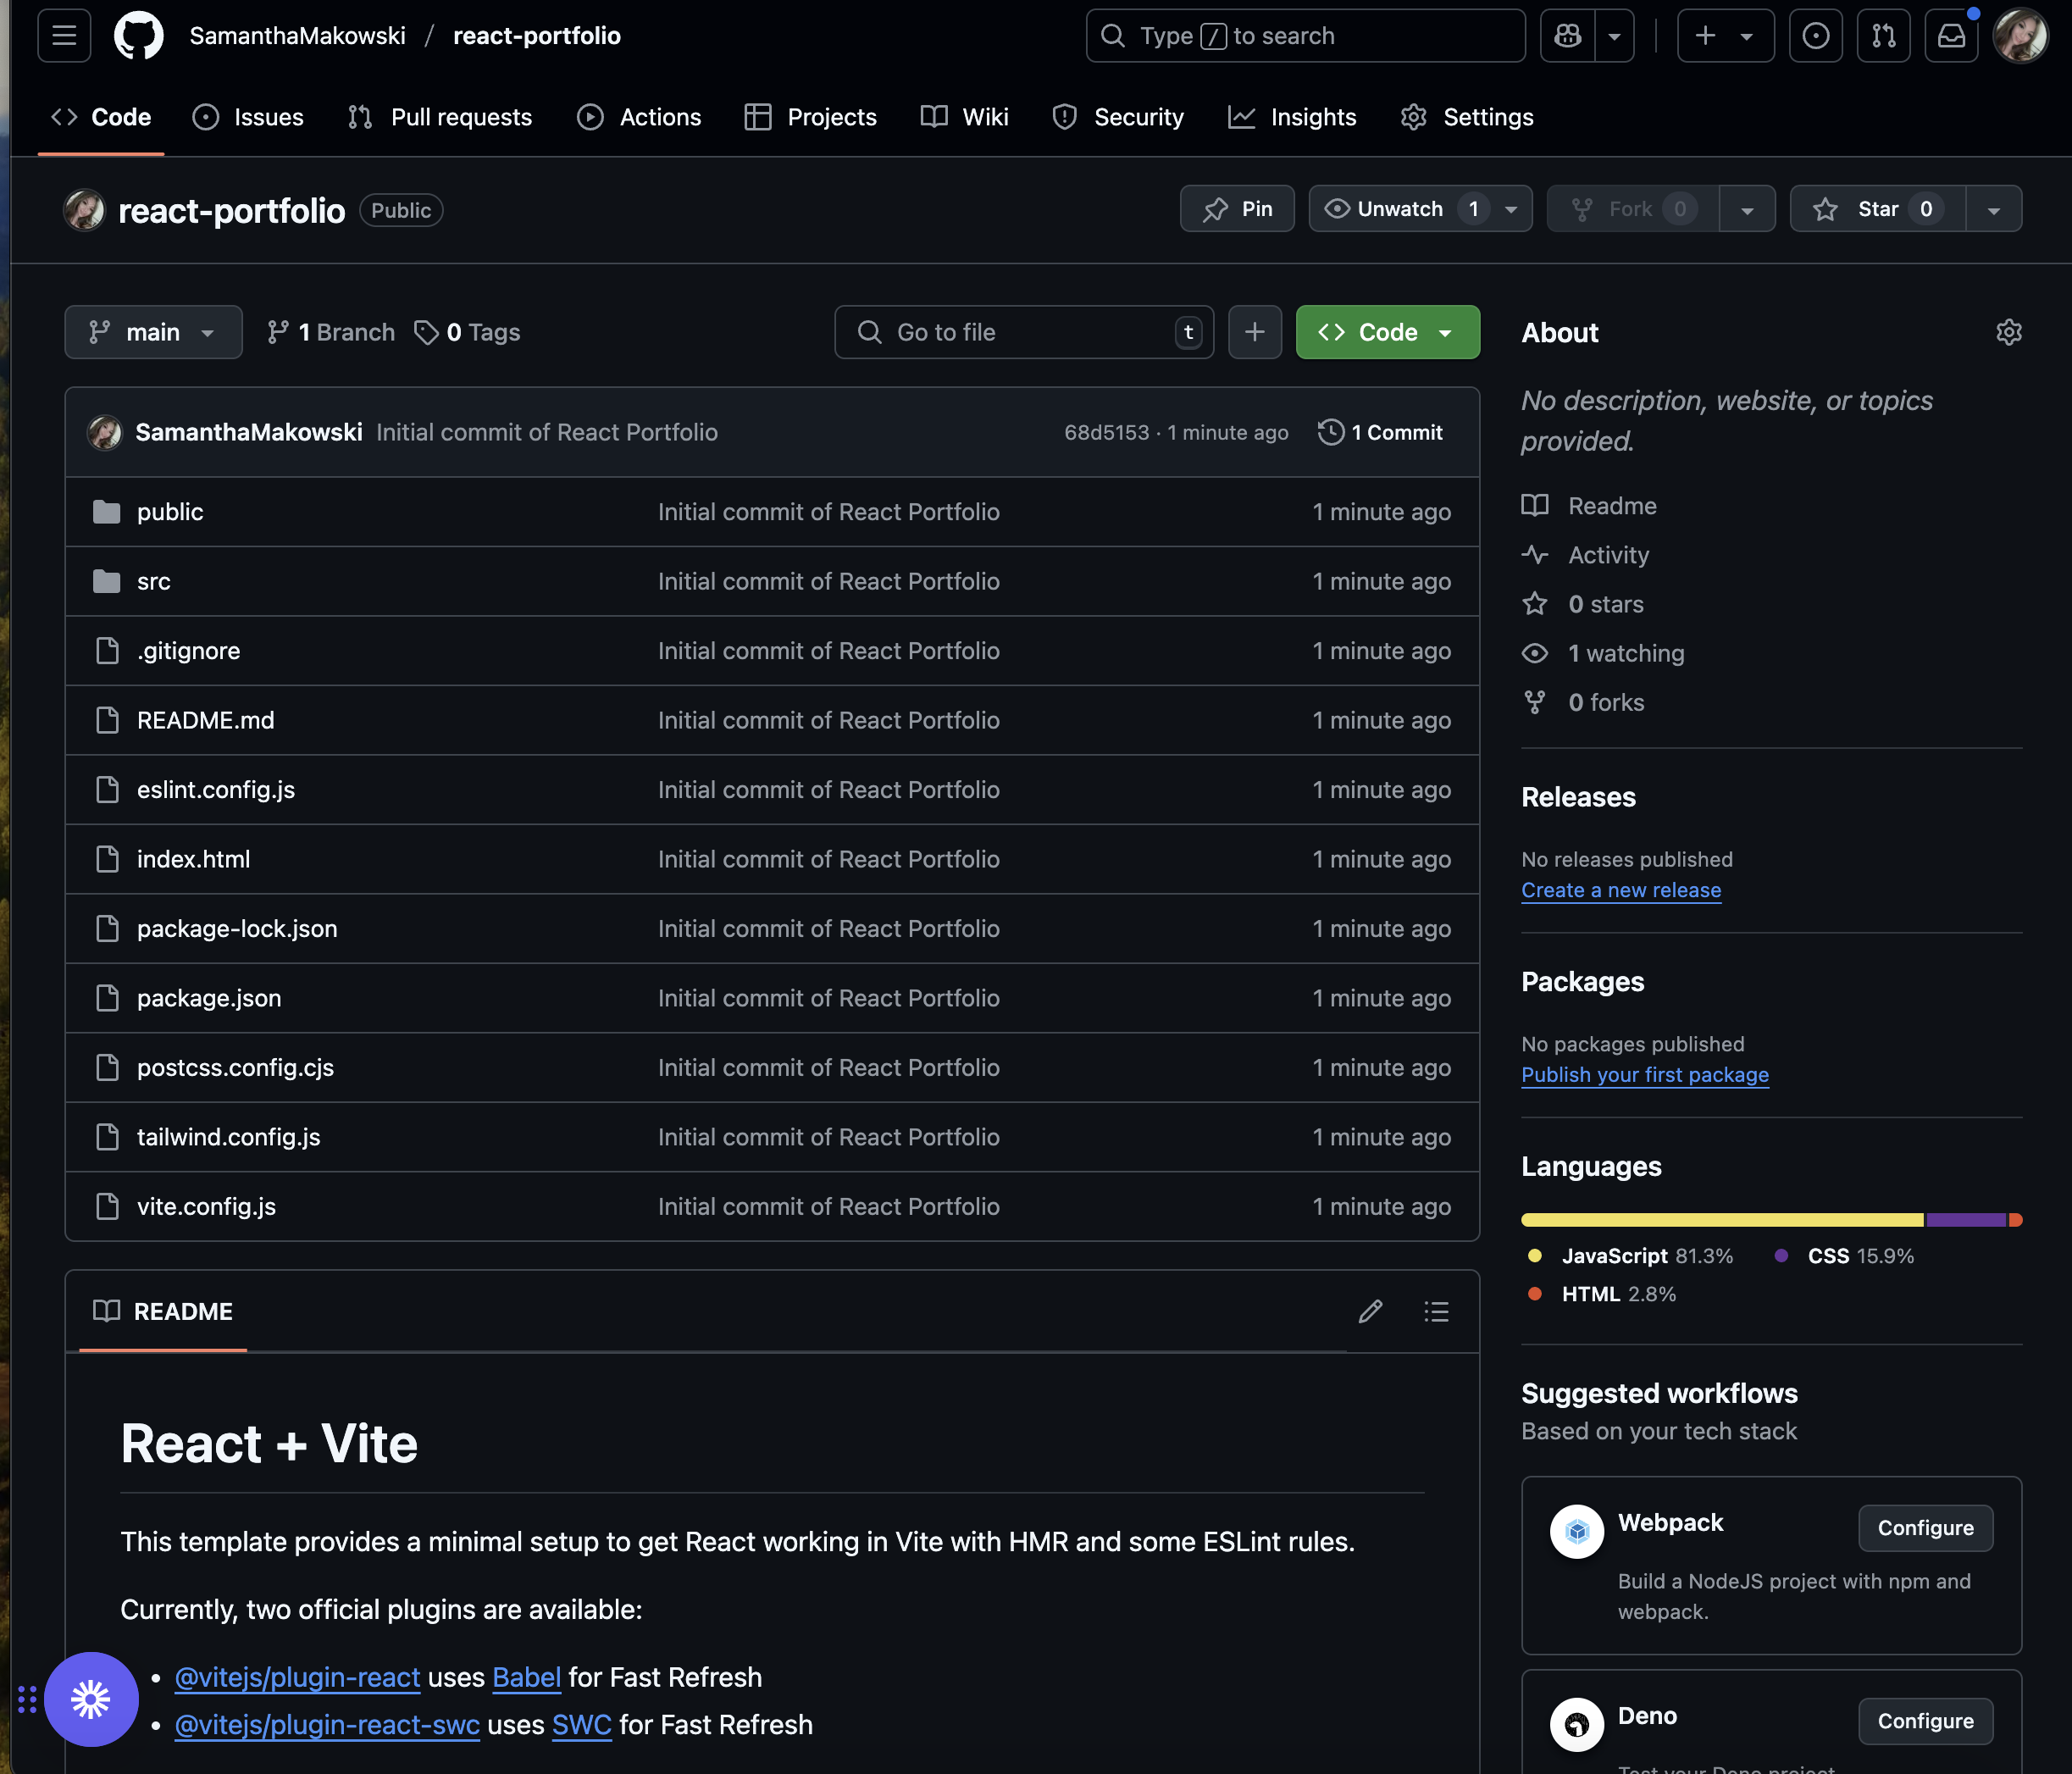 SamanthaMakowski / react-portfolio
Type / to search
Code
Issues
Pull requests
Actions
Projects
Wiki
Security
Insights
Settings
react-portfolio Public
Pin
Unwatch 1
Fork 0
Star 0
main
1 Branch
0 Tags
Go to file t
Code
SamanthaMakowski Initial commit of React Portfolio 68d5153 · 1 minute ago 1 Commit
public Initial commit of React Portfolio 1 minute ago
src Initial commit of React Portfolio 1 minute ago
.gitignore Initial commit of React Portfolio 1 minute ago
README.md Initial commit of React Portfolio 1 minute ago
eslint.config.js Initial commit of React Portfolio 1 minute ago
index.html Initial commit of React Portfolio 1 minute ago
package-lock.json Initial commit of React Portfolio 1 minute ago
package.json Initial commit of React Portfolio 1 minute ago
postcss.config.cjs Initial commit of React Portfolio 1 minute ago
tailwind.config.js Initial commit of React Portfolio 1 minute ago
vite.config.js Initial commit of React Portfolio 1 minute ago
README
React + Vite
This template provides a minimal setup to get React working in Vite with HMR and some ESLint rules.
Currently, two official plugins are available:
• @vitejs/plugin-react uses Babel for Fast Refresh
• @vitejs/plugin-react-swc uses SWC for Fast Refresh
About
No description, website, or topics
provided.
Readme
Activity
0 stars
1 watching
0 forks
Releases
No releases published
Create a new release
Packages
No packages published
Publish your first package
Languages
JavaScript 81.3% CSS 15.9%
HTML 2.8%
Suggested workflows
Based on your tech stack
Webpack
Configure
Build a NodeJS project with npm and
webpack.
Deno
Configure
Test your Deno project